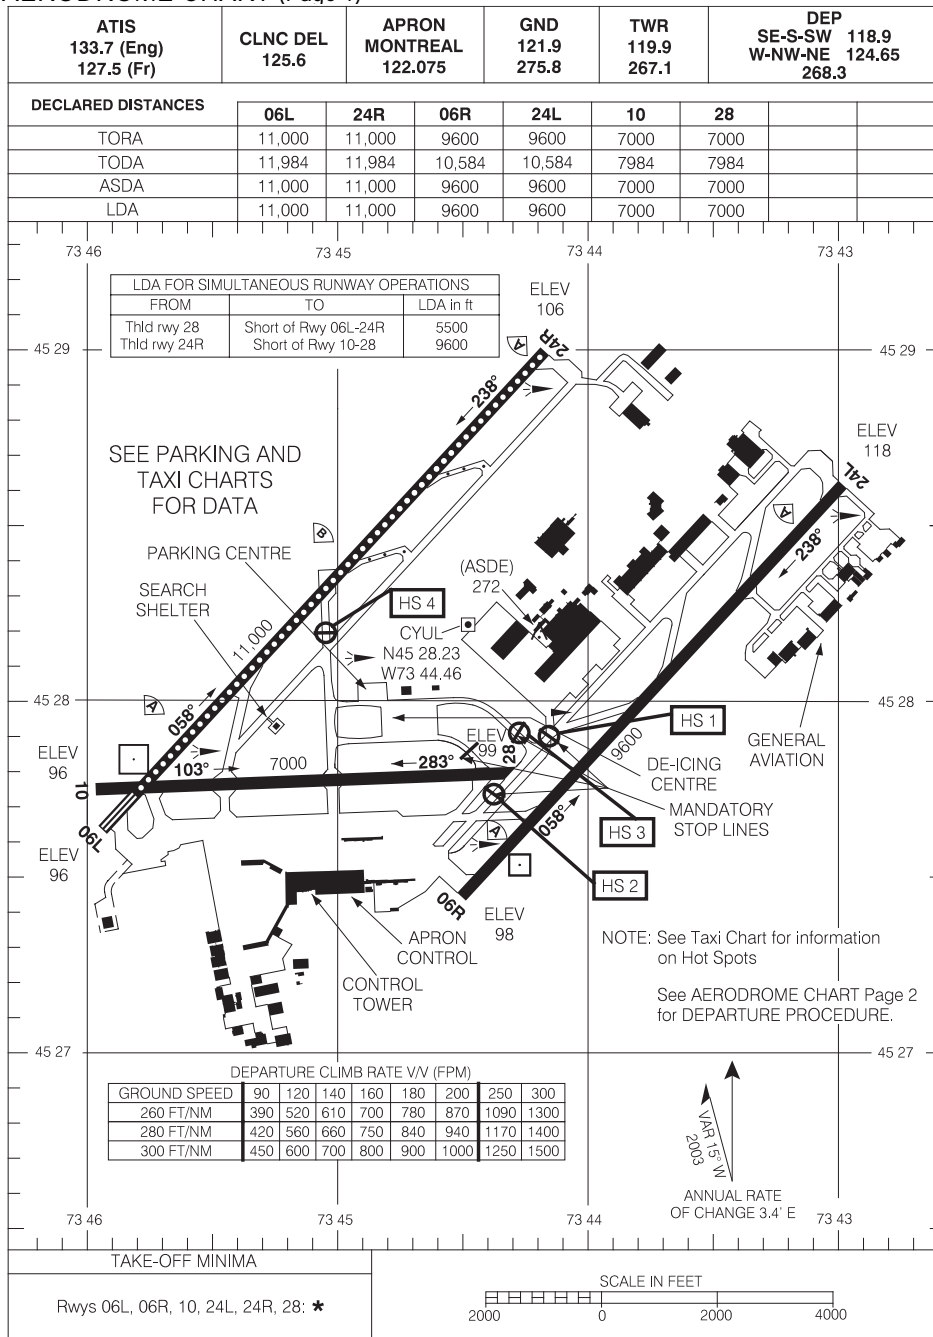 AERODROME CHART (Page 1)
ATIS
133.7 (Eng)
127.5 (Fr)
CLNC DEL
125.6
APRON
MONTREAL
122.075
GND
121.9
275.8
TWR
119.9
267.1
DEP
SE-S-SW 118.9
W-NW-NE 124.65
268.3
DECLARED DISTANCES
06L 24R 06R 24L 10 28
TORA 11,000 11,000 9600 9600 7000 7000
TODA 11,984 11,984 10,584 10,584 7984 7984
ASDA 11,000 11,000 9600 9600 7000 7000
LDA 11,000 11,000 9600 9600 7000 7000
73 46 73 45 73 44 73 43
LDA FOR SIMULTANEOUS RUNWAY OPERATIONS
FROM TO LDA in ft
Thld rwy 28 Short of Rwy 06L-24R 5500
Thld rwy 24R Short of Rwy 10-28 9600
ELEV
106
A
24R
45 29
45 29
238°
SEE PARKING AND
TAXI CHARTS
FOR DATA
ELEV
118
24L
A
238°
B
PARKING CENTRE
SEARCH
SHELTER
(ASDE)
272
HS 4
11,000
CYUL
N45 28.23
W73 44.46
45 28
45 28
A
058°
HS 1
GENERAL
AVIATION
ELEV
99
28
9600
ELEV
96
103°
7000
283°
DE-ICING
CENTRE
10
MANDATORY
STOP LINES
06L
A
058°
HS 3
ELEV
96
HS 2
06R
ELEV
98
APRON
CONTROL
CONTROL
TOWER
NOTE: See Taxi Chart for information
on Hot Spots
See AERODROME CHART Page 2
for DEPARTURE PROCEDURE.
45 27
45 27
DEPARTURE CLIMB RATE V/V (FPM)
GROUND SPEED 90 120 140 160 180 200 250 300
260 FT/NM 390 520 610 700 780 870 1090 1300
280 FT/NM 420 560 660 750 840 940 1170 1400
300 FT/NM 450 600 700 800 900 1000 1250 1500
VAR 15° W
2003
ANNUAL RATE
OF CHANGE 3.4' E
73 46 73 45 73 44 73 43
TAKE-OFF MINIMA
Rwys 06L, 06R, 10, 24L, 24R, 28: *
SCALE IN FEET
2000 0 2000 4000